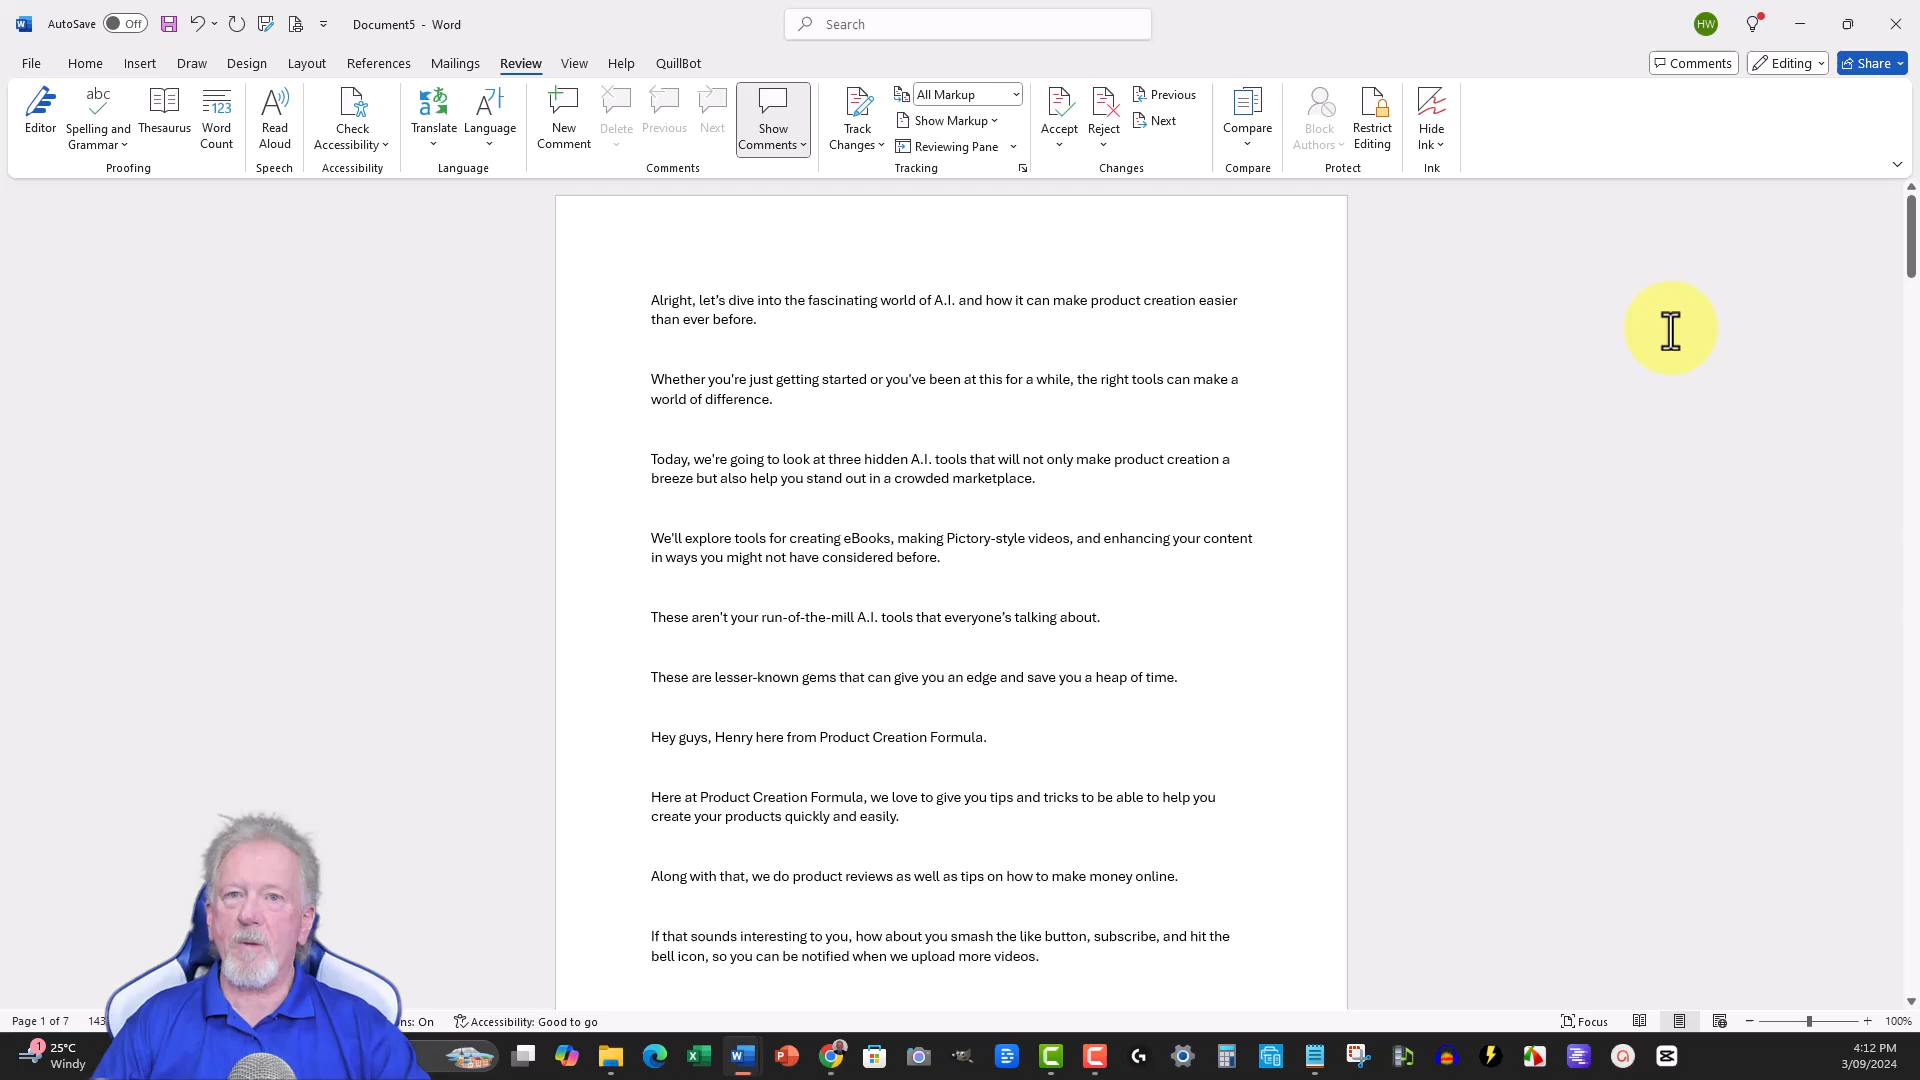 AutoSave Off Document5 - Word Search HW
File Home Insert Draw Design Layout References Mailings Review View Help QuillBot Comments Editing Share
Editor
abc Spelling and Grammar
Thesaurus
123 Word Count
Read Aloud
Check Accessibility
Translate
Language
New Comment
Delete
Previous
Next
Show Comments
Track Changes
All Markup
Show Markup
Reviewing Pane
Accept
Reject
Previous
Next
Compare
Block Authors
Restrict Editing
Hide Ink
Proofing Speech Accessibility Language Comments Tracking Changes Compare Protect Ink
Alright, let’s dive into the fascinating world of A.I. and how it can make product creation easier
than ever before.
Whether you're just getting started or you've been at this for a while, the right tools can make a
world of difference.
Today, we're going to look at three hidden A.I. tools that will not only make product creation a
breeze but also help you stand out in a crowded marketplace.
We'll explore tools for creating eBooks, making Pictory-style videos, and enhancing your content
in ways you might not have considered before.
These aren't your run-of-the-mill A.I. tools that everyone’s talking about.
These are lesser-known gems that can give you an edge and save you a heap of time.
Hey guys, Henry here from Product Creation Formula.
Here at Product Creation Formula, we love to give you tips and tricks to be able to help you
create your products quickly and easily.
Along with that, we do product reviews as well as tips on how to make money online.
If that sounds interesting to you, how about you smash the like button, subscribe, and hit the
bell icon, so you can be notified when we upload more videos.
Page 1 of 7 143 ns: On Accessibility: Good to go Focus 100%
1 25°C
Windy
4:12 PM
3/09/2024